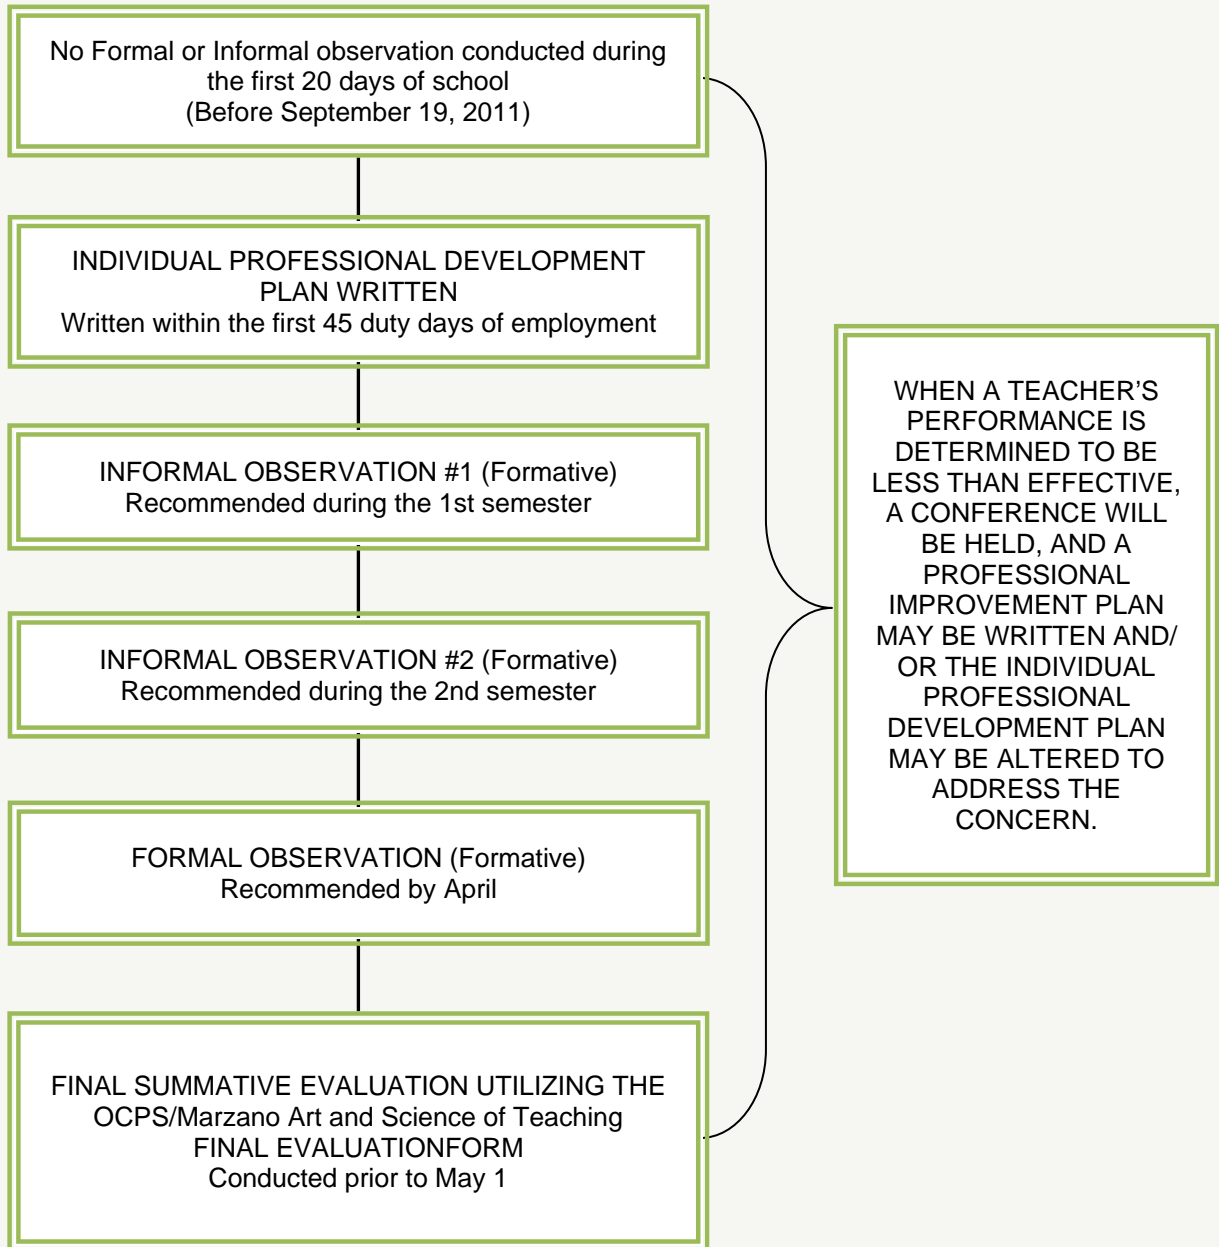 No Formal or Informal observation conducted during
the first 20 days of school
(Before September 19, 2011)
INDIVIDUAL PROFESSIONAL DEVELOPMENT
PLAN WRITTEN
Written within the first 45 duty days of employment
INFORMAL OBSERVATION #1 (Formative)
Recommended during the 1st semester
INFORMAL OBSERVATION #2 (Formative)
Recommended during the 2nd semester
FORMAL OBSERVATION (Formative)
Recommended by April
FINAL SUMMATIVE EVALUATION UTILIZING THE
OCPS/Marzano Art and Science of Teaching
FINAL EVALUATIONFORM
Conducted prior to May 1
WHEN A TEACHER’S
PERFORMANCE IS
DETERMINED TO BE
LESS THAN EFFECTIVE,
A CONFERENCE WILL
BE HELD, AND A
PROFESSIONAL
IMPROVEMENT PLAN
MAY BE WRITTEN AND/
OR THE INDIVIDUAL
PROFESSIONAL
DEVELOPMENT PLAN
MAY BE ALTERED TO
ADDRESS THE
CONCERN.